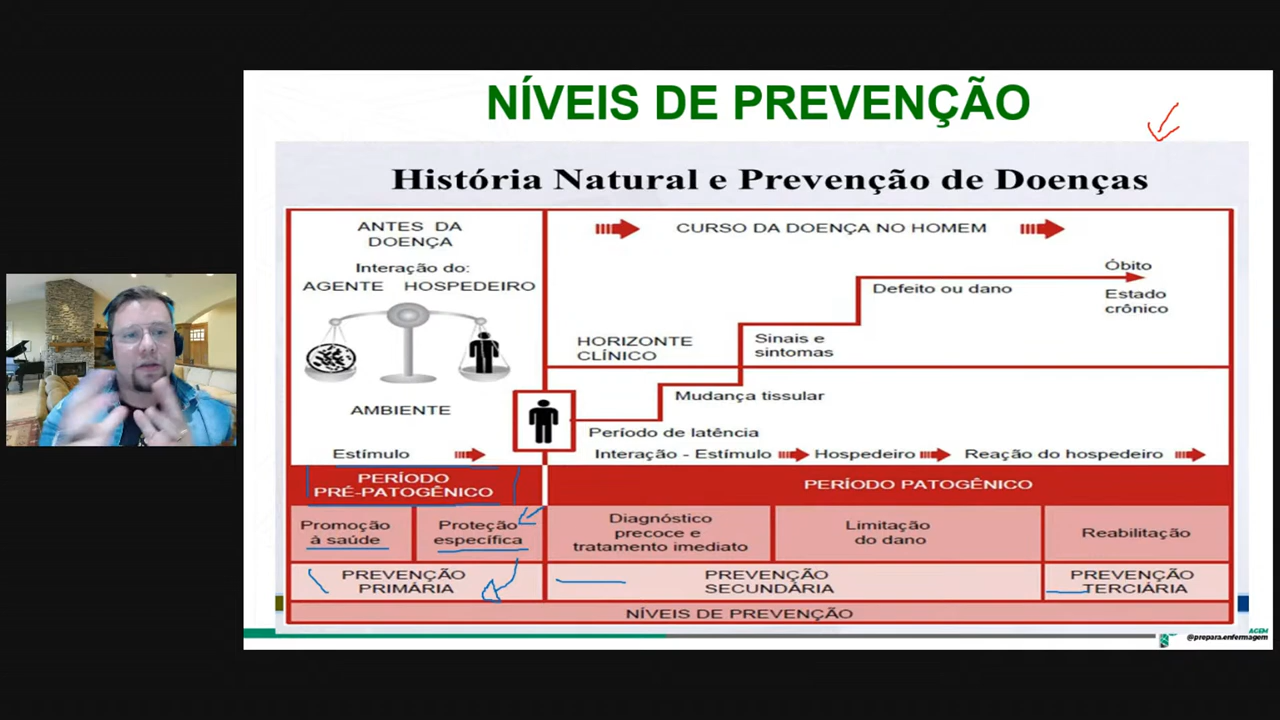 NÍVEIS DE PREVENÇÃO
História Natural e Prevenção de Doenças
ANTES DA
DOENÇA
Interação do:
AGENTE HOSPEDEIRO
AMBIENTE
Estímulo
CURSO DA DOENÇA NO HOMEM
Óbito
Estado
crônico
Defeito ou dano
HORIZONTE
CLÍNICO
Sinais e
sintomas
Mudança tissular
Período de latência
Interação - Estímulo Hospedeiro Reação do hospedeiro
PERÍODO
PRÉ-PATOGÊNICO
PERÍODO PATOGÊNICO
Promoção
à saúde
Proteção
específica
Diagnóstico
precoce e
tratamento imediato
Limitação
do dano
Reabilitação
PREVENÇÃO
PRIMÁRIA
PREVENÇÃO
SECUNDÁRIA
PREVENÇÃO
TERCIÁRIA
NÍVEIS DE PREVENÇÃO
@prepara.enfermagem